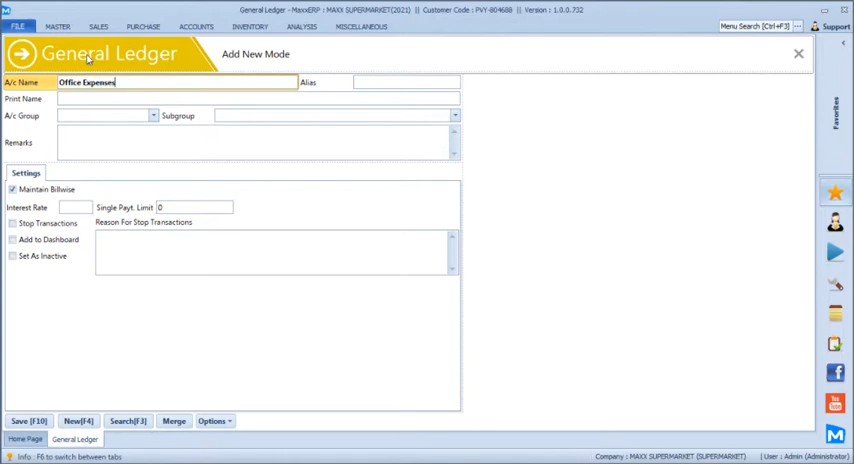 General Ledger - MaxxERP : MAXX SUPERMARKET(2021) || Customer Code : PVY-804688 || Version : 1.0.0.732
FILE MASTER SALES PURCHASE ACCOUNTS INVENTORY ANALYSIS MISCELLANEOUS Menu Search [Ctrl+F3] ... Support
General Ledger Add New Mode
A/c Name Office Expenses Alias
Print Name
A/c Group Subgroup
Remarks
Favorites
Settings
Maintain Billwise
Interest Rate Single Payt. Limit 0
Stop Transactions Reason For Stop Transactions
Add to Dashboard
Set As Inactive
Save [F10] New[F4] Search[F3] Merge Options
You Tube
Home Page General Ledger
Info : F6 to switch between tabs Company : MAXX SUPERMARKET (SUPERMARKET) | User : Admin (Administrator)